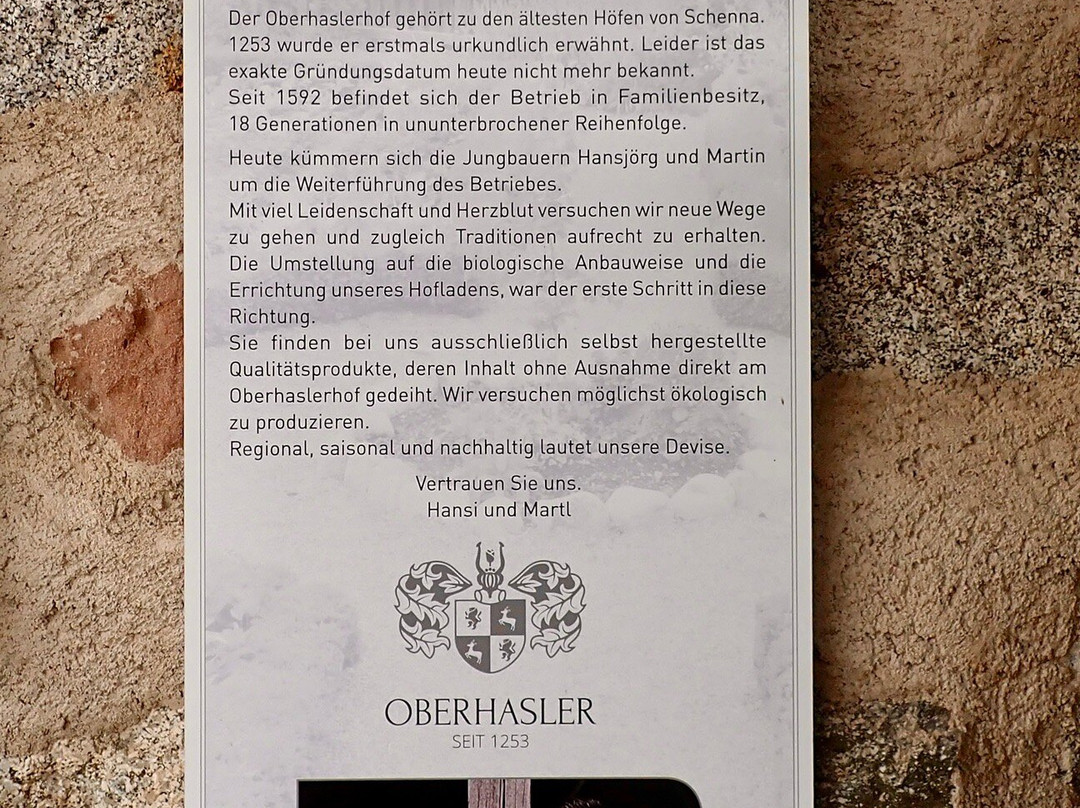 Der Oberhaslerhof gehört zu den ältesten Höfen von Schenna.
1253 wurde er erstmals urkundlich erwähnt. Leider ist das
exakte Gründungsdatum heute nicht mehr bekannt.
Seit 1592 befindet sich der Betrieb in Familienbesitz,
18 Generationen in ununterbrochener Reihenfolge.
Heute kümmern sich die Jungbauern Hansjörg und Martin
um die Weiterführung des Betriebes.
Mit viel Leidenschaft und Herzblut versuchen wir neue Wege
zu gehen und zugleich Traditionen aufrecht zu erhalten.
Die Umstellung auf die biologische Anbauweise und die
Errichtung unseres Hofladens, war der erste Schritt in diese
Richtung.
Sie finden bei uns ausschließlich selbst hergestellte
Qualitätsprodukte, deren Inhalt ohne Ausnahme direkt am
Oberhaslerhof gedeiht. Wir versuchen möglichst ökologisch
zu produzieren.
Regional, saisonal und nachhaltig lautet unsere Devise.
Vertrauen Sie uns.
Hansi und Martl
OBERHASLER
SEIT 1253